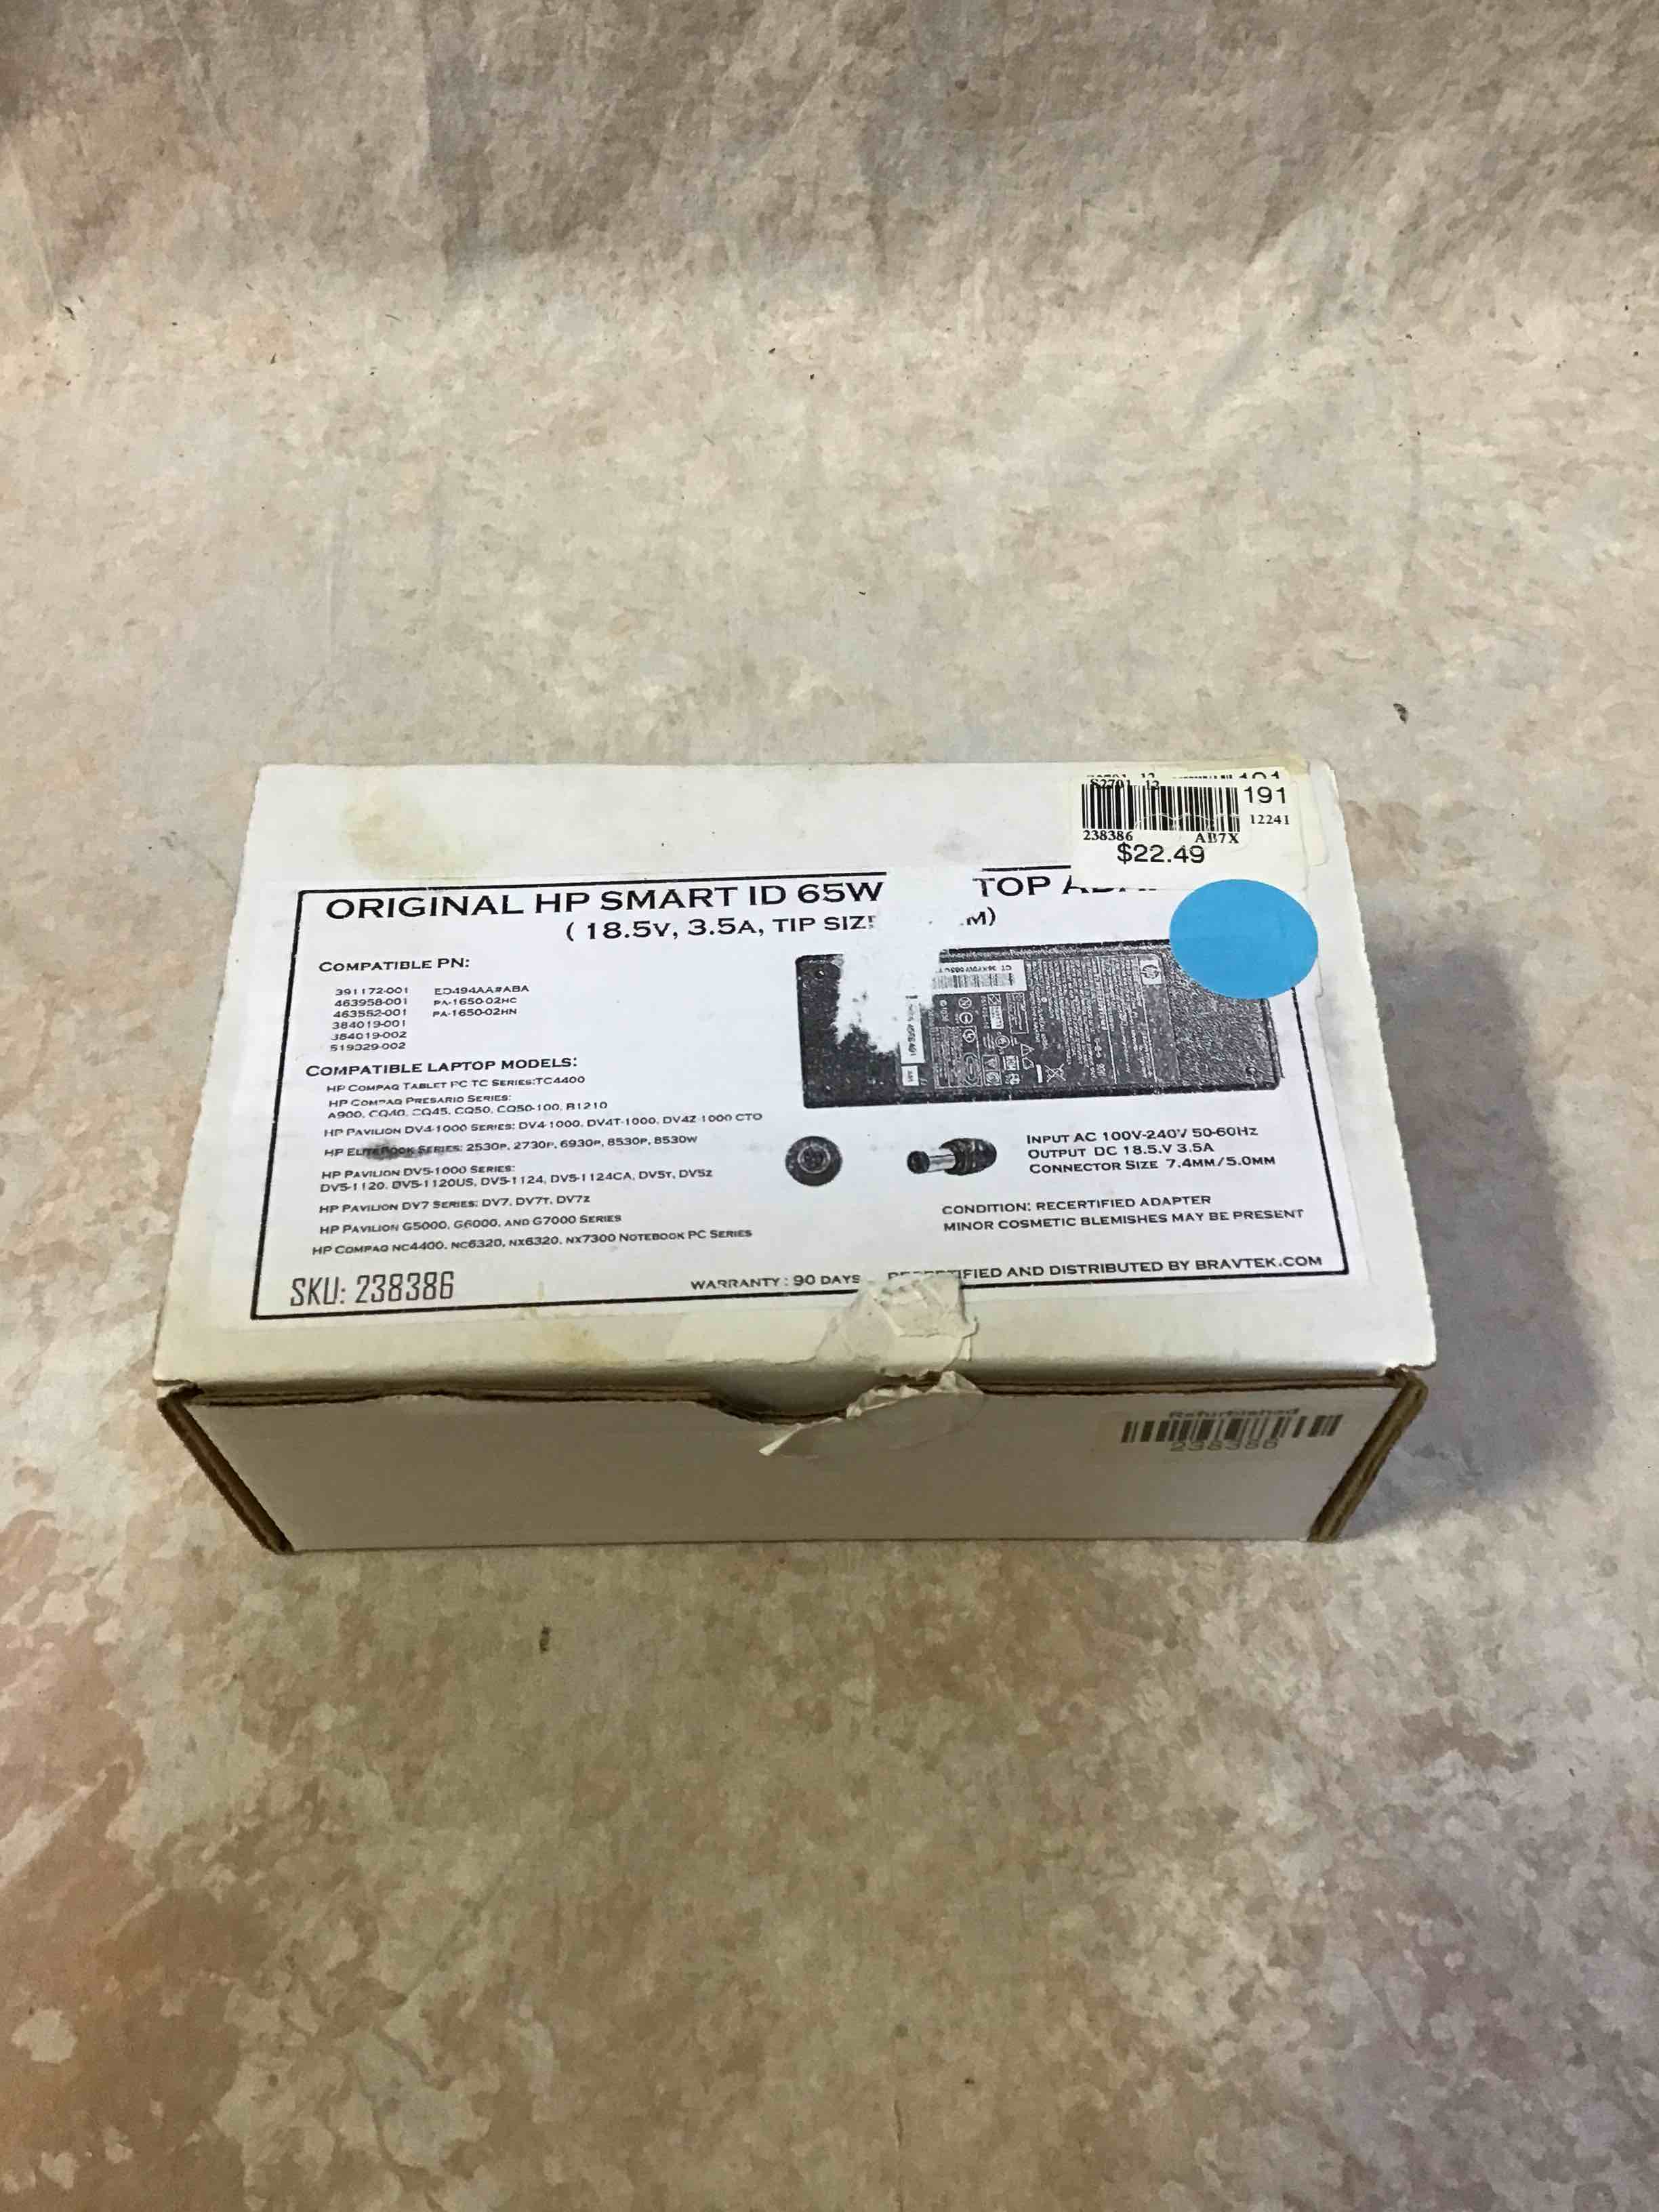 S2701 12
191
12241
238386 AB7X
$22.49
ORIGINAL HP SMART ID 65W TOP
( 18.5V, 3.5A, TIP M)
COMPATIBLE PN:
391172-001 ED494AA#ABA
463958-001 PA-1650-02HC
463552-001 PA-1650-02HN
384019-001
384019-002
519329-002
COMPATIBLE LAPTOP MODELS:
HP COMPAQ TABLET PC TC SERIES:TC4400
HP COMPAQ PRESARIO SERIES:
A900, CQ40, CQ45, CQ50, CQ50-100, B1210
HP PAVILION DV4-1000 SERIES: DV4-1000, DV4T-1000, DV4Z-1000 CTO
HP ELITEBOOK SERIES: 2530P, 2730P, 6930P, 8530P, 8530W
HP PAVILION DV5-1000 SERIES:
DV5-1120, DV5-1120US, DV5-1124, DV5-1124CA, DV5T, DV5Z
HP PAVILION DV7 SERIES: DV7, DV7T, DV7Z
HP PAVILION G5000, G6000, AND G7000 SERIES
HP COMPAQ NC4400, NC6320, NX6320, NX7300 NOTEBOOK PC SERIES
INPUT AC 100V-240V 50-60HZ
OUTPUT DC 18.5.V 3.5A
CONNECTOR SIZE 7.4MM/5.0MM
CONDITION: RECERTIFIED ADAPTER
MINOR COSMETIC BLEMISHES MAY BE PRESENT
SKU: 238386
WARRANTY : 90 DAYS - RECERTIFIED AND DISTRIBUTED BY BRAVTEK.COM
Refurbished
238386